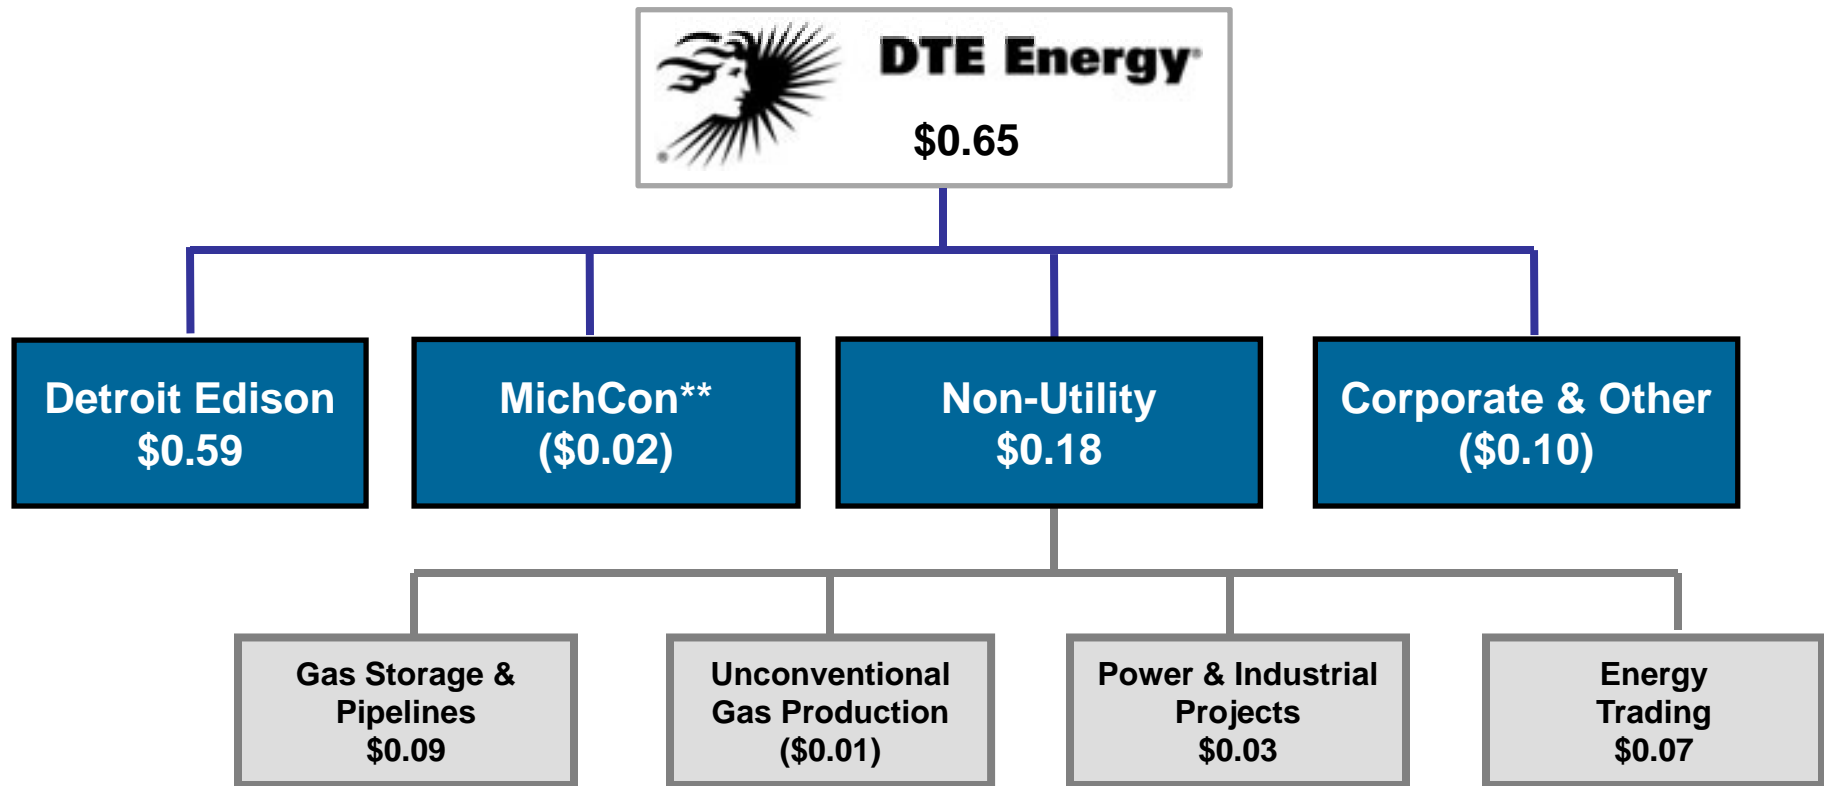 DTE Energy®
$0.65
Detroit Edison
$0.59
MichCon**
($0.02)
Non-Utility
$0.18
Corporate & Other
($0.10)
Gas Storage &
Pipelines
$0.09
Unconventional
Gas Production
($0.01)
Power & Industrial
Projects
$0.03
Energy
Trading
$0.07